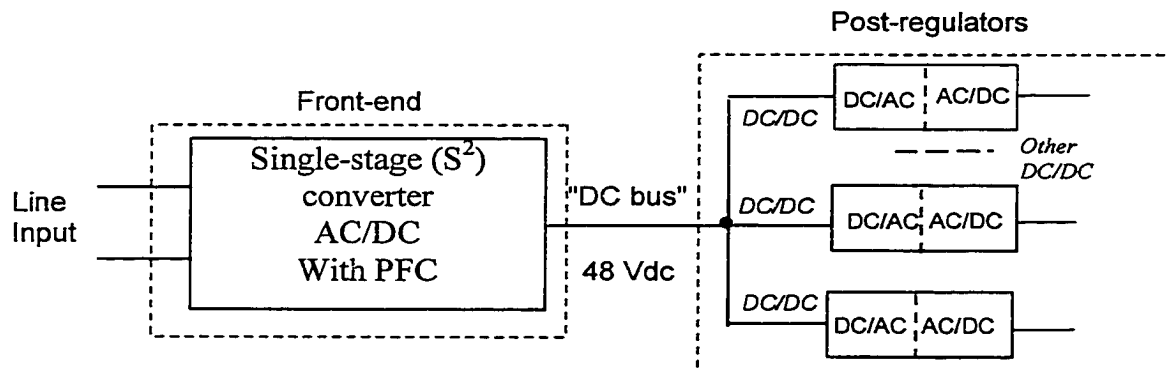 Post-regulators
Front-end
Line
Input
Single-stage (S²)
converter
AC/DC
With PFC
"DC bus"
48 Vdc
DC/DC
DC/AC AC/DC
Other
DC/DC
DC/DC
DC/AC AC/DC
DC/DC
DC/AC AC/DC